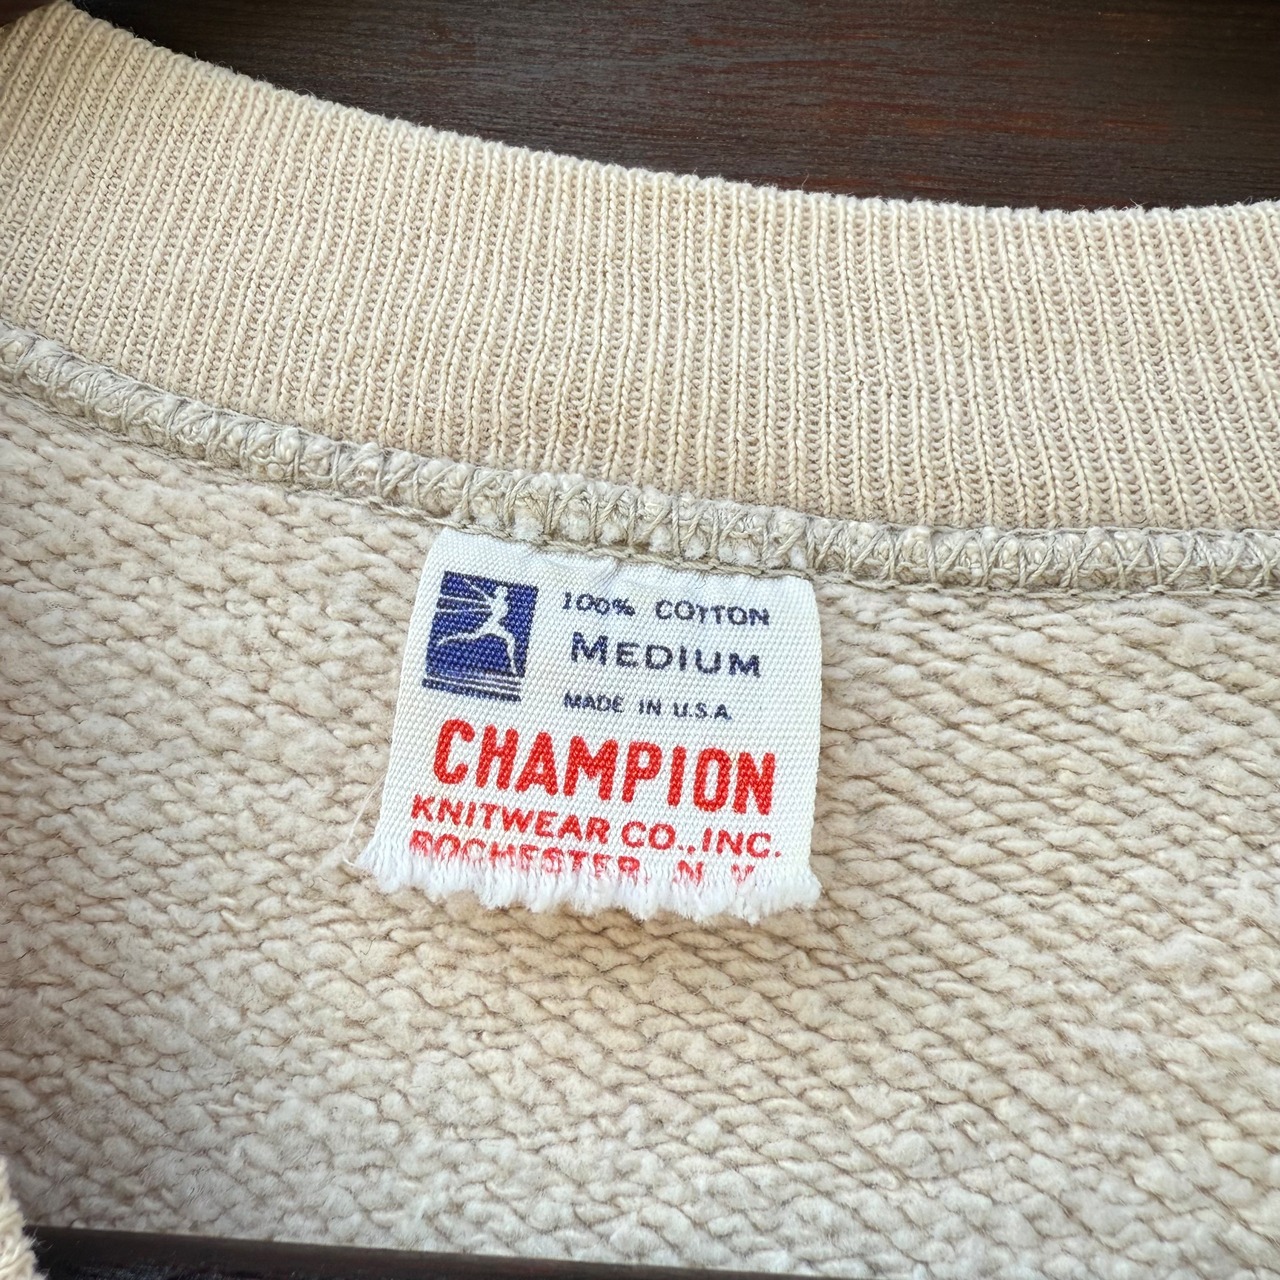 100% COTTON
MEDIUM
MADE IN U.S.A.
CHAMPION
KNITWEAR CO., INC.
ROCHESTER, N.Y.